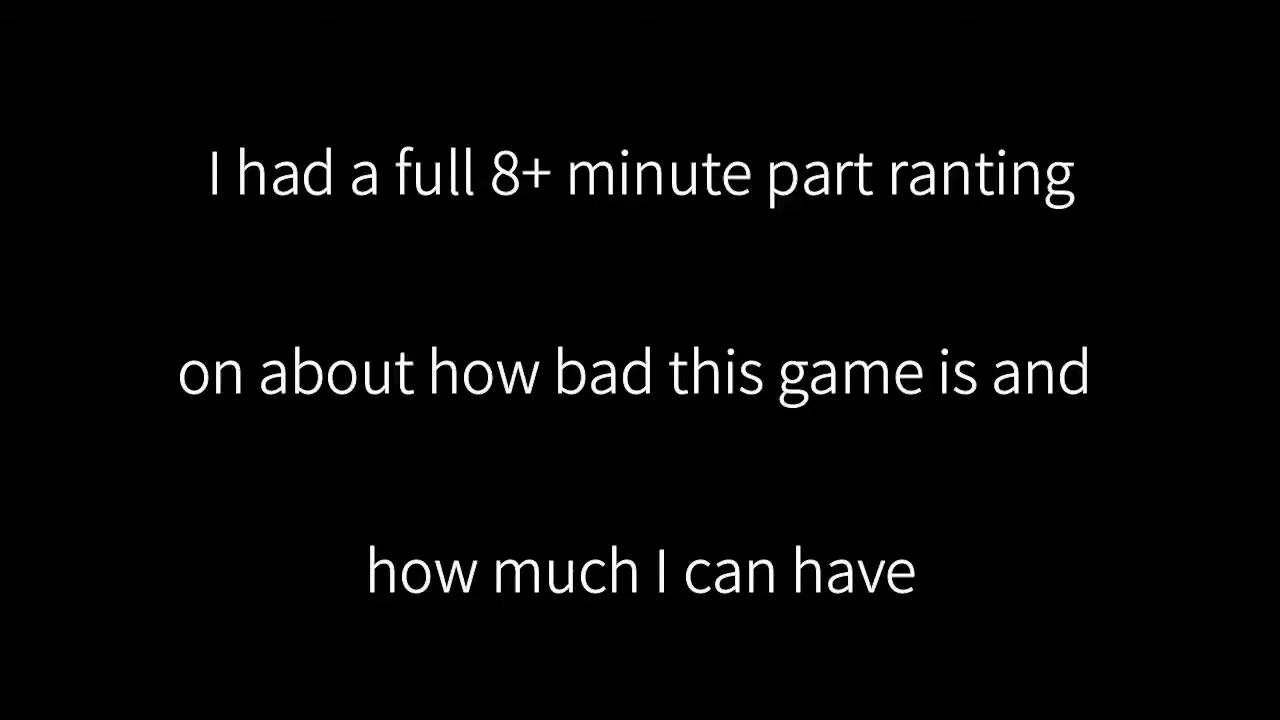 I had a full 8+ minute part ranting
on about how bad this game is and
how much I can have